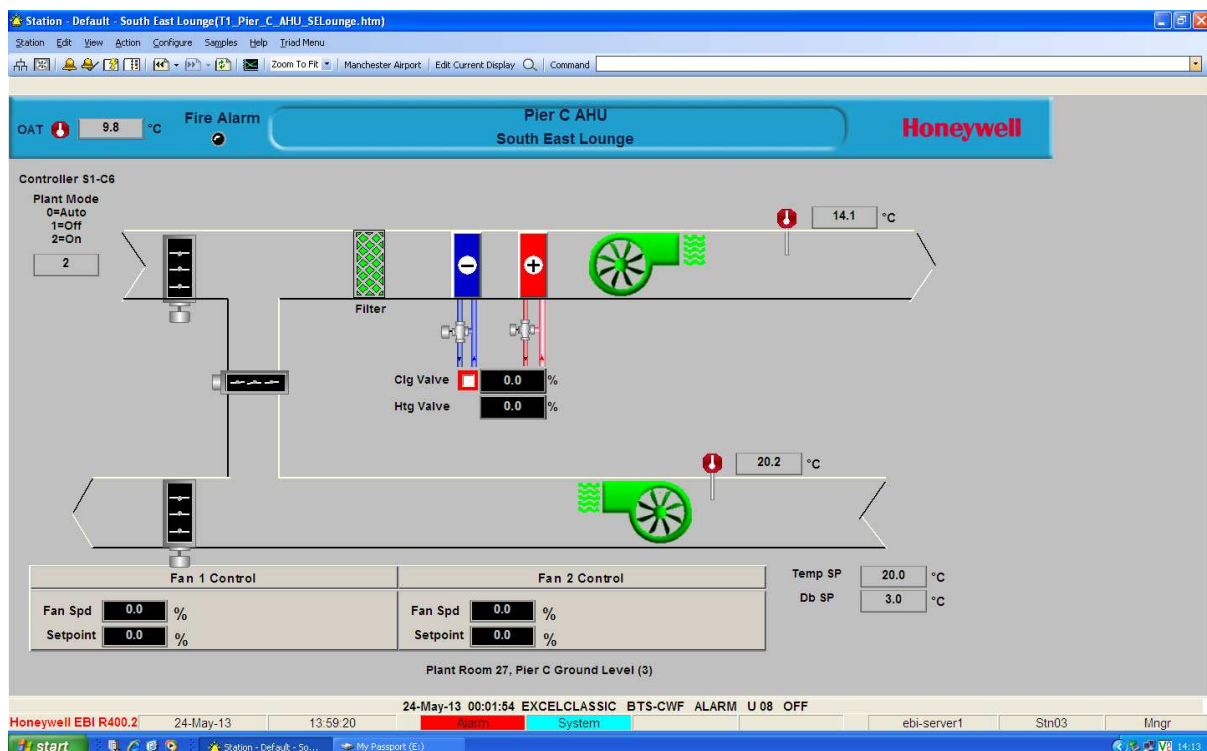 Station - Default - South East Lounge(T1_Pier_C_AHU_SELounge.htm)
Station Edit View Action Configure Samples Help Triad Menu
Zoom To Fit Manchester Airport Edit Current Display Command
OAT 9.8 °C Fire Alarm Pier C AHU Honeywell
South East Lounge
Controller S1-C6
Plant Mode
0=Auto
1=Off
2=On
2
14.1 °C
Filter
Clg Valve 0.0 %
Htg Valve 0.0 %
20.2 °C
Fan 1 Control Fan 2 Control
Fan Spd 0.0 % Fan Spd 0.0 %
Setpoint 0.0 % Setpoint 0.0 %
Temp SP 20.0 °C
Db SP 3.0 °C
Plant Room 27, Pier C Ground Level (3)
24-May-13 00:01:54 EXCELCLASSIC BTS-CWF ALARM U 08 OFF
Honeywell EBI R400.2 24-May-13 13:59:20 Alarm System ebi-server1 Stn03 Mngr
start Station - Default - So... My Passport (E:) 14:13